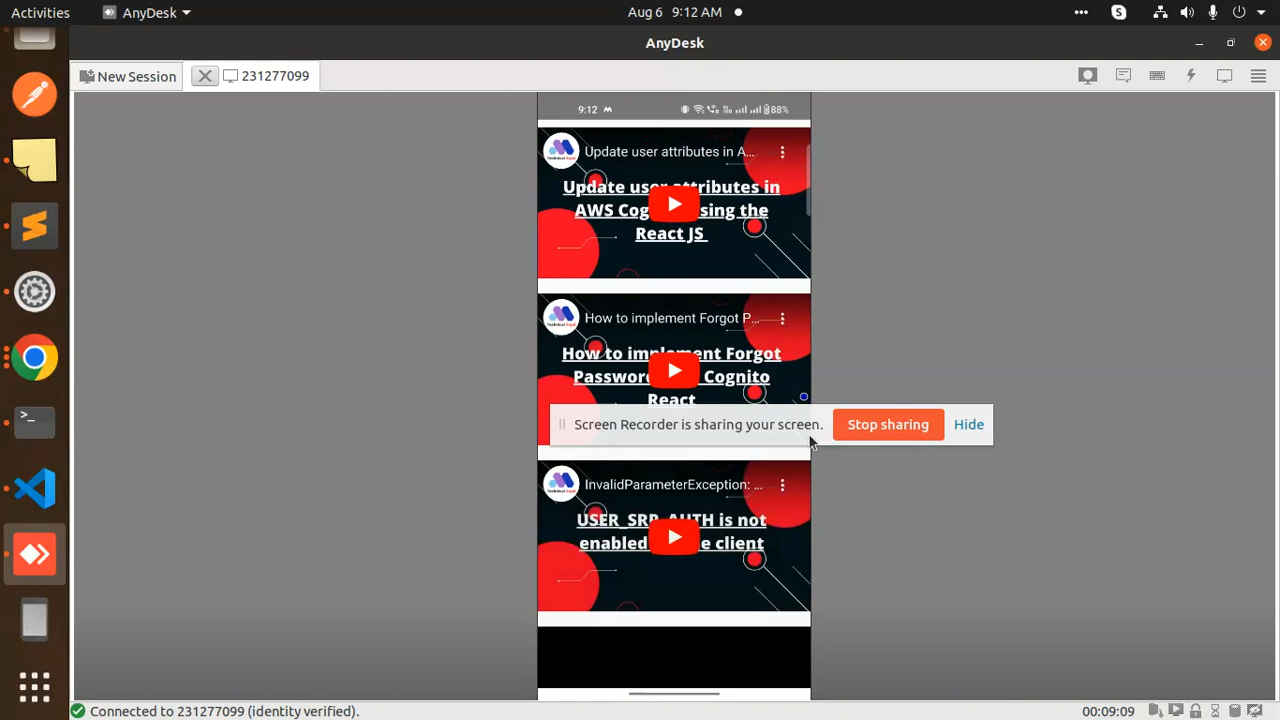 Activities
AnyDesk
Aug 6 9:12 AM
AnyDesk
New Session
231277099
9:12
88%
Update user attributes in A...
Update user attributes in
AWS Cog using the
React JS
How to implement Forgot P...
How to implement Forgot
Password Cognito
React
Screen Recorder is sharing your screen.
Stop sharing
Hide
InvalidParameterException: ...
USER_SRP_AUTH is not
enabled e client
Connected to 231277099 (identity verified).
00:09:09